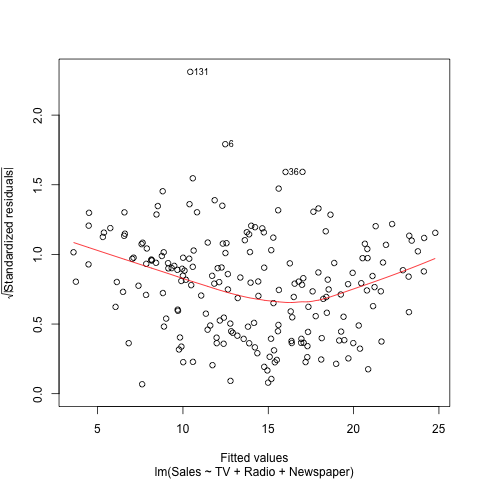 131
6
36
2.0
1.5
1.0
0.5
0.0
√|Standardized residuals|
5 10 15 20 25
Fitted values
lm(Sales ~ TV + Radio + Newspaper)